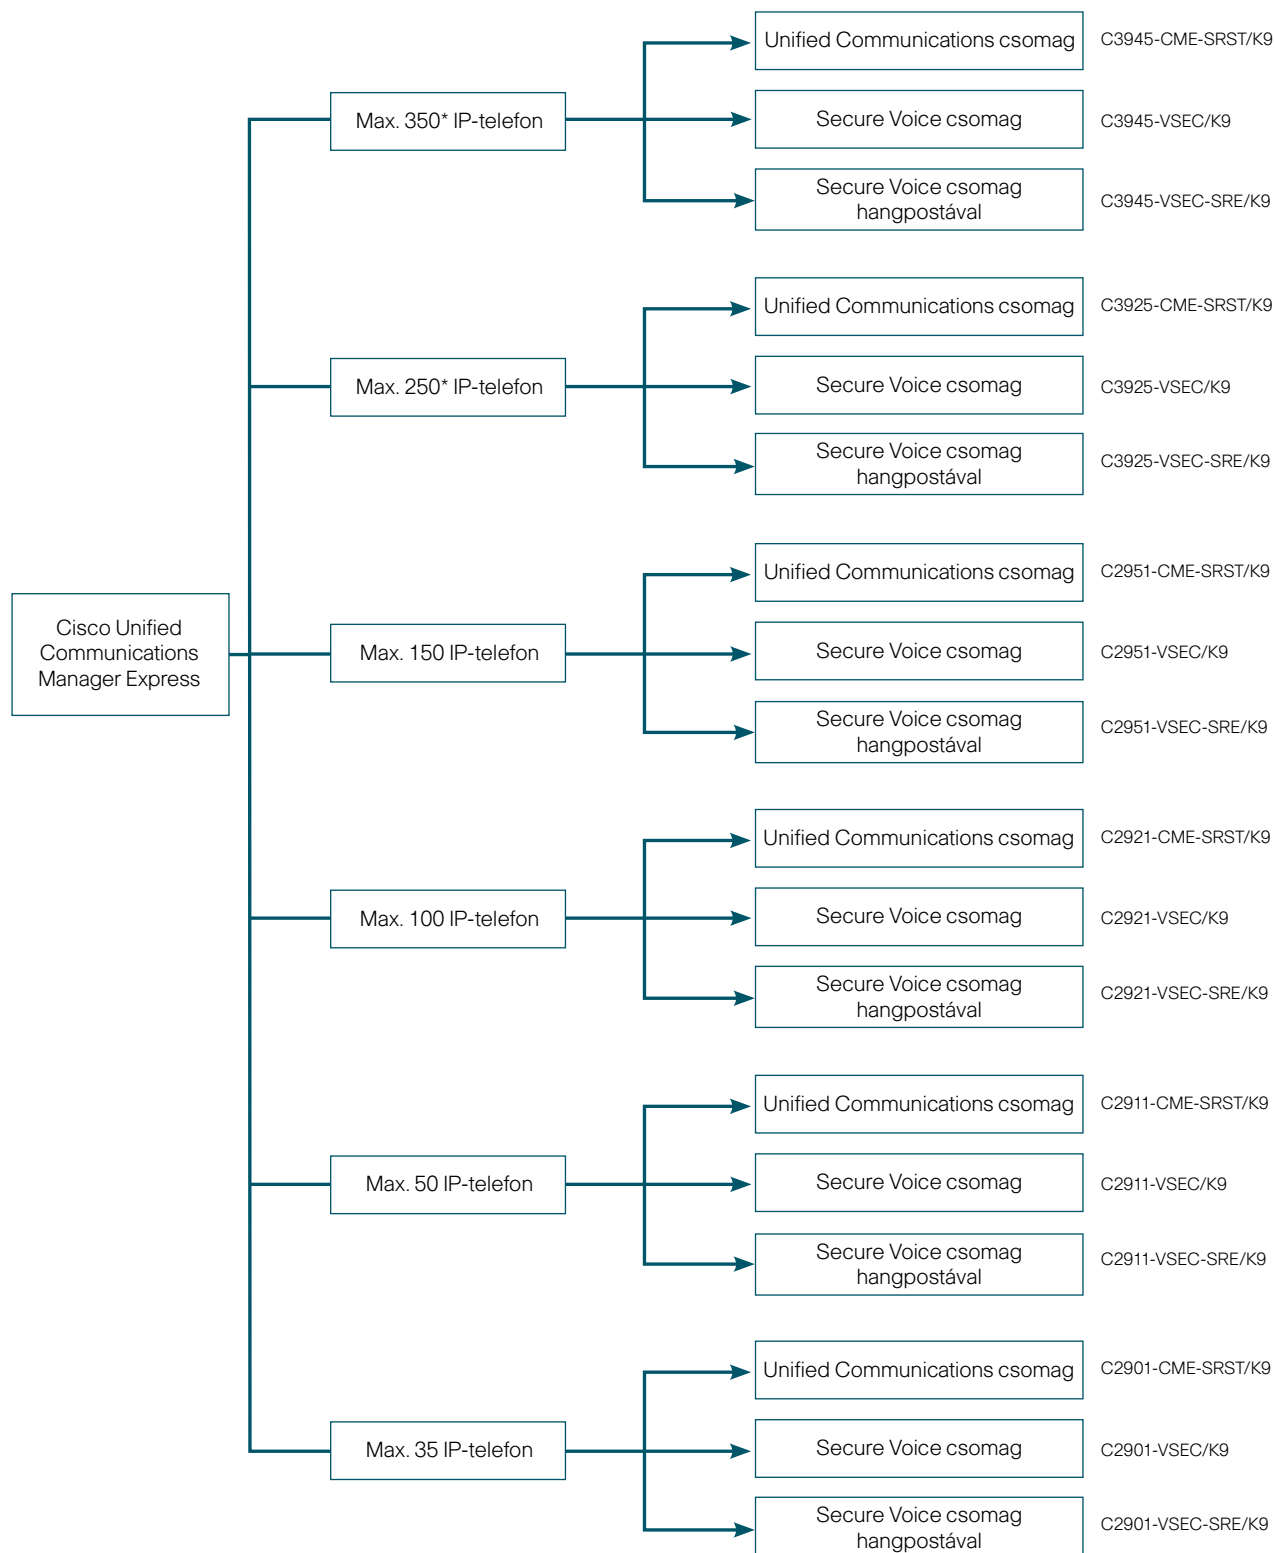 Cisco Unified
Communications
Manager Express
Max. 350* IP-telefon
Unified Communications csomag
C3945-CME-SRST/K9
Secure Voice csomag
C3945-VSEC/K9
Secure Voice csomag
hangpostával
C3945-VSEC-SRE/K9
Max. 250* IP-telefon
Unified Communications csomag
C3925-CME-SRST/K9
Secure Voice csomag
C3925-VSEC/K9
Secure Voice csomag
hangpostával
C3925-VSEC-SRE/K9
Max. 150 IP-telefon
Unified Communications csomag
C2951-CME-SRST/K9
Secure Voice csomag
C2951-VSEC/K9
Secure Voice csomag
hangpostával
C2951-VSEC-SRE/K9
Max. 100 IP-telefon
Unified Communications csomag
C2921-CME-SRST/K9
Secure Voice csomag
C2921-VSEC/K9
Secure Voice csomag
hangpostával
C2921-VSEC-SRE/K9
Max. 50 IP-telefon
Unified Communications csomag
C2911-CME-SRST/K9
Secure Voice csomag
C2911-VSEC/K9
Secure Voice csomag
hangpostával
C2911-VSEC-SRE/K9
Max. 35 IP-telefon
Unified Communications csomag
C2901-CME-SRST/K9
Secure Voice csomag
C2901-VSEC/K9
Secure Voice csomag
hangpostával
C2901-VSEC-SRE/K9